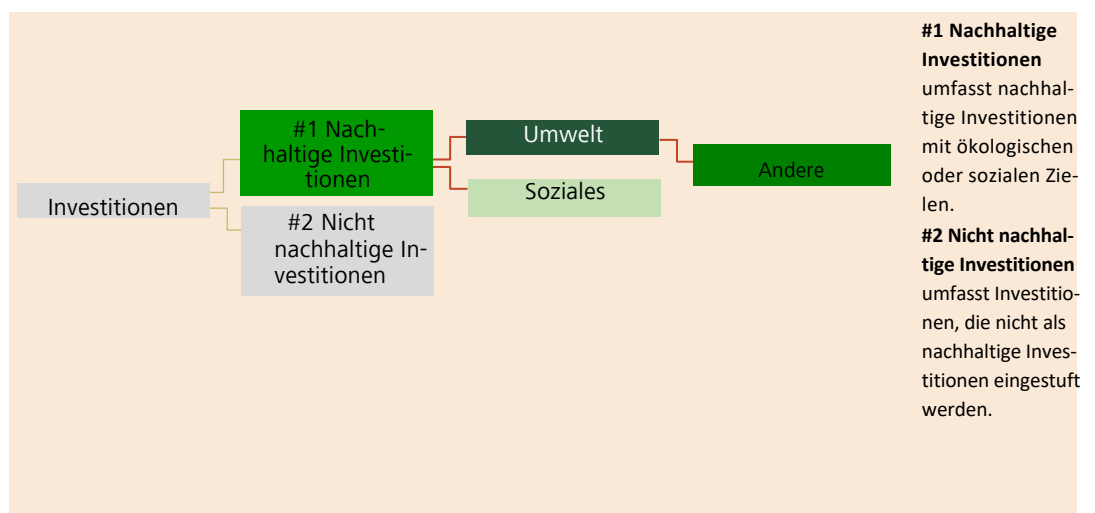 Investitionen
#1 Nach-
haltige Investi-
tionen
#2 Nicht
nachhaltige In-
vestitionen
Umwelt
Soziales
Andere
#1 Nachhaltige
Investitionen
umfasst nachhal-
tige Investitionen
mit ökologischen
oder sozialen Zie-
len.
#2 Nicht nachhal-
tige Investitionen
umfasst Investitio-
nen, die nicht als
nachhaltige Inves-
titionen eingestuft
werden.